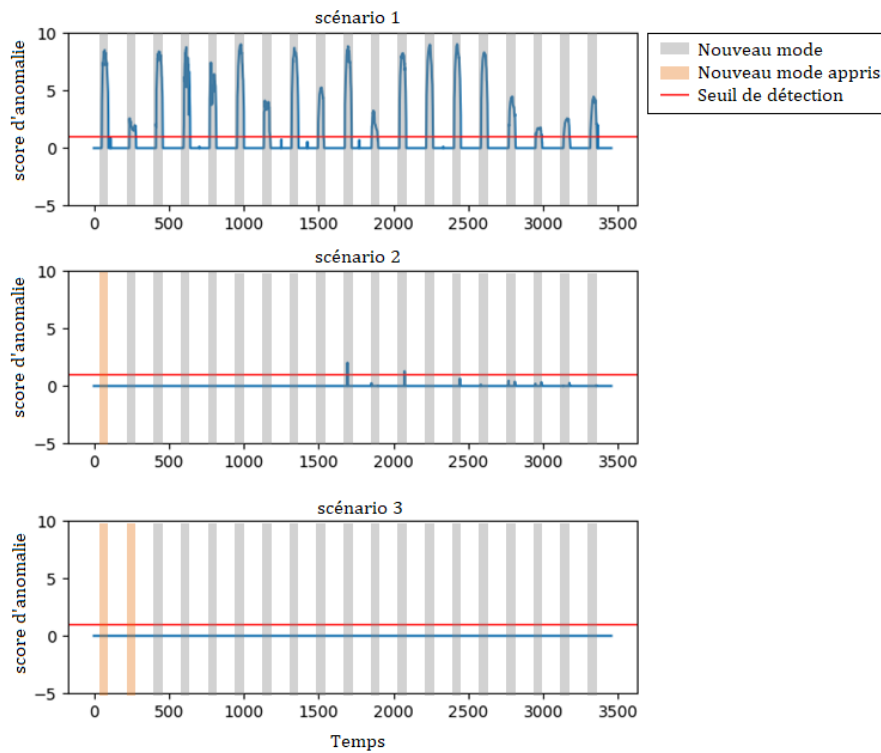 scénario 1
10
5
0
−5
score d'anomalie
0 500 1000 1500 2000 2500 3000 3500
Nouveau mode
Nouveau mode appris
Seuil de détection
scénario 2
10
5
0
−5
score d'anomalie
0 500 1000 1500 2000 2500 3000 3500
scénario 3
10
5
0
−5
score d'anomalie
0 500 1000 1500 2000 2500 3000 3500
Temps